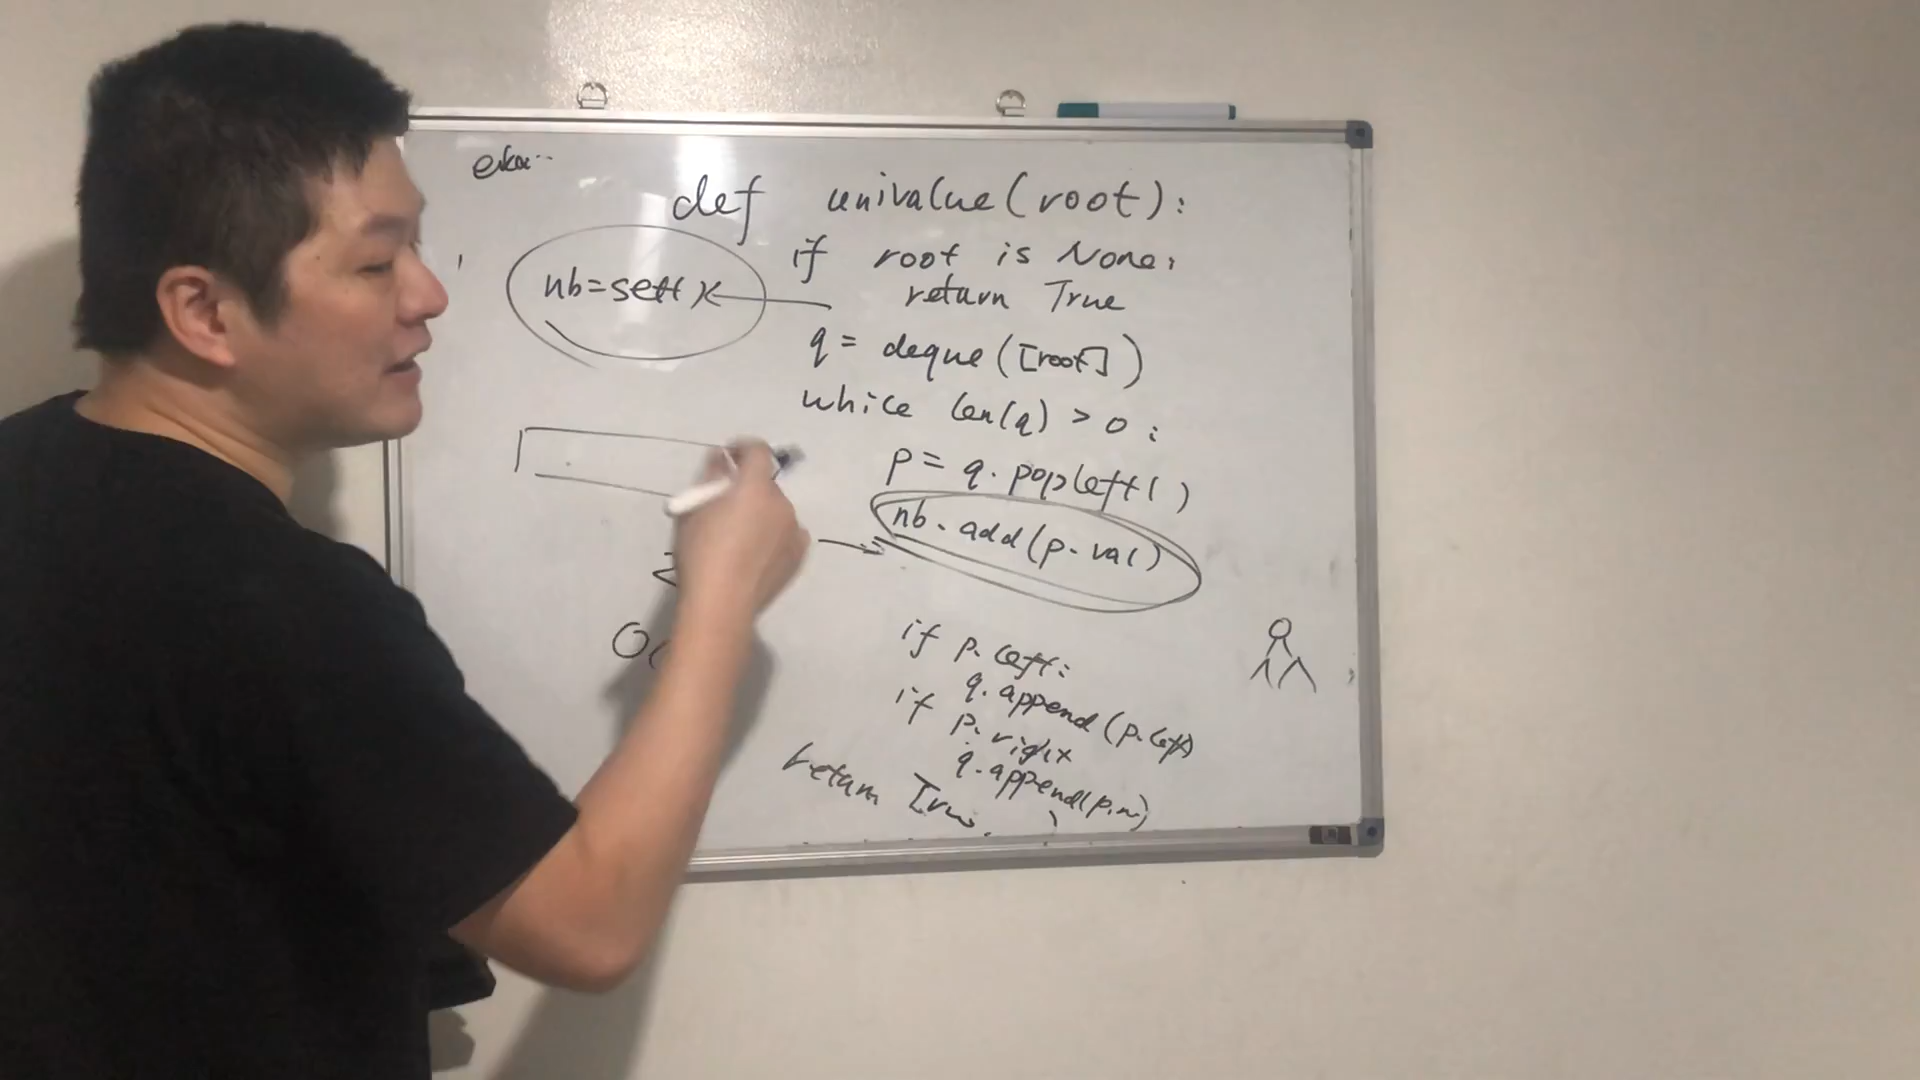 def univalue(root):
if root is None:
return True
nb=set()
q = deque([root])
while len(q) > 0:
p = q.popleft()
nb.add(p.val)
if p.left:
q.append(p.left)
if p.right
q.append(p.r)
return True